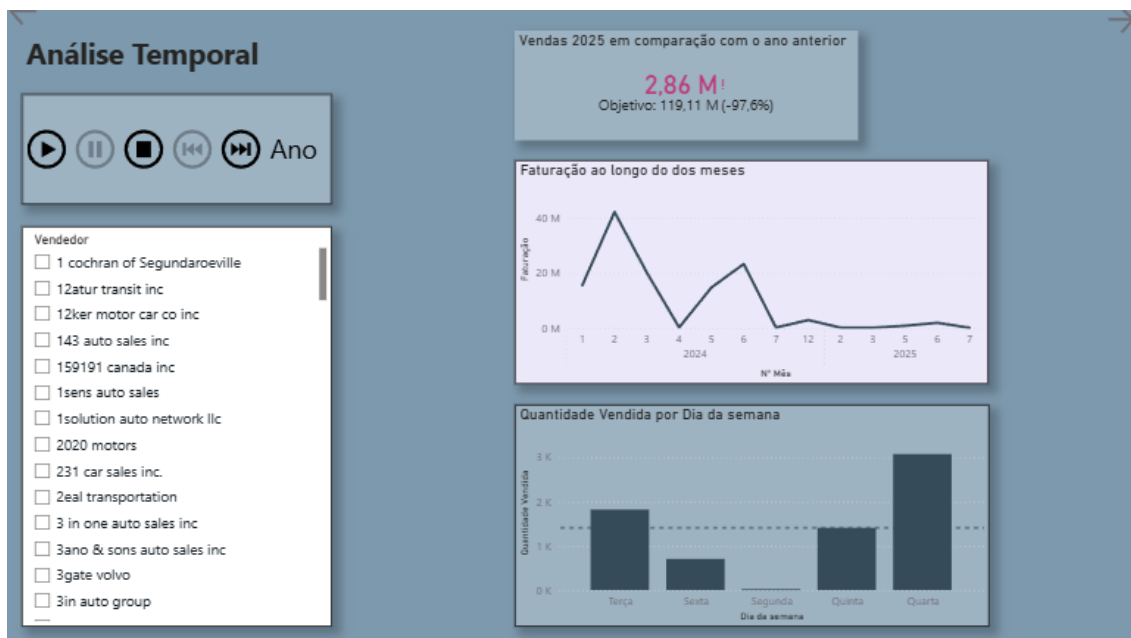 Análise Temporal
Ano
Vendedor
1 cochran of Segundaroeville
12atur transit inc
12ker motor car co inc
143 auto sales inc
159191 canada inc
1sens auto sales
1solution auto network llc
2020 motors
231 car sales inc.
2eal transportation
3 in one auto sales inc
3ano & sons auto sales inc
3gate volvo
3in auto group
Vendas 2025 em comparação com o ano anterior
2,86 M!
Objetivo: 119,11 M (-97,6%)
Faturação ao longo do dos meses
Faturação
40 M
20 M
0 M
1 2 3 4 5 6 7 12 2 3 5 6 7
2024 2025
Nº Mês
Quantidade Vendida por Dia da semana
Quantidade Vendida
3 K
2 K
1 K
0 K
Terça Sexta Segunda Quinta Quarta
Dia da semana